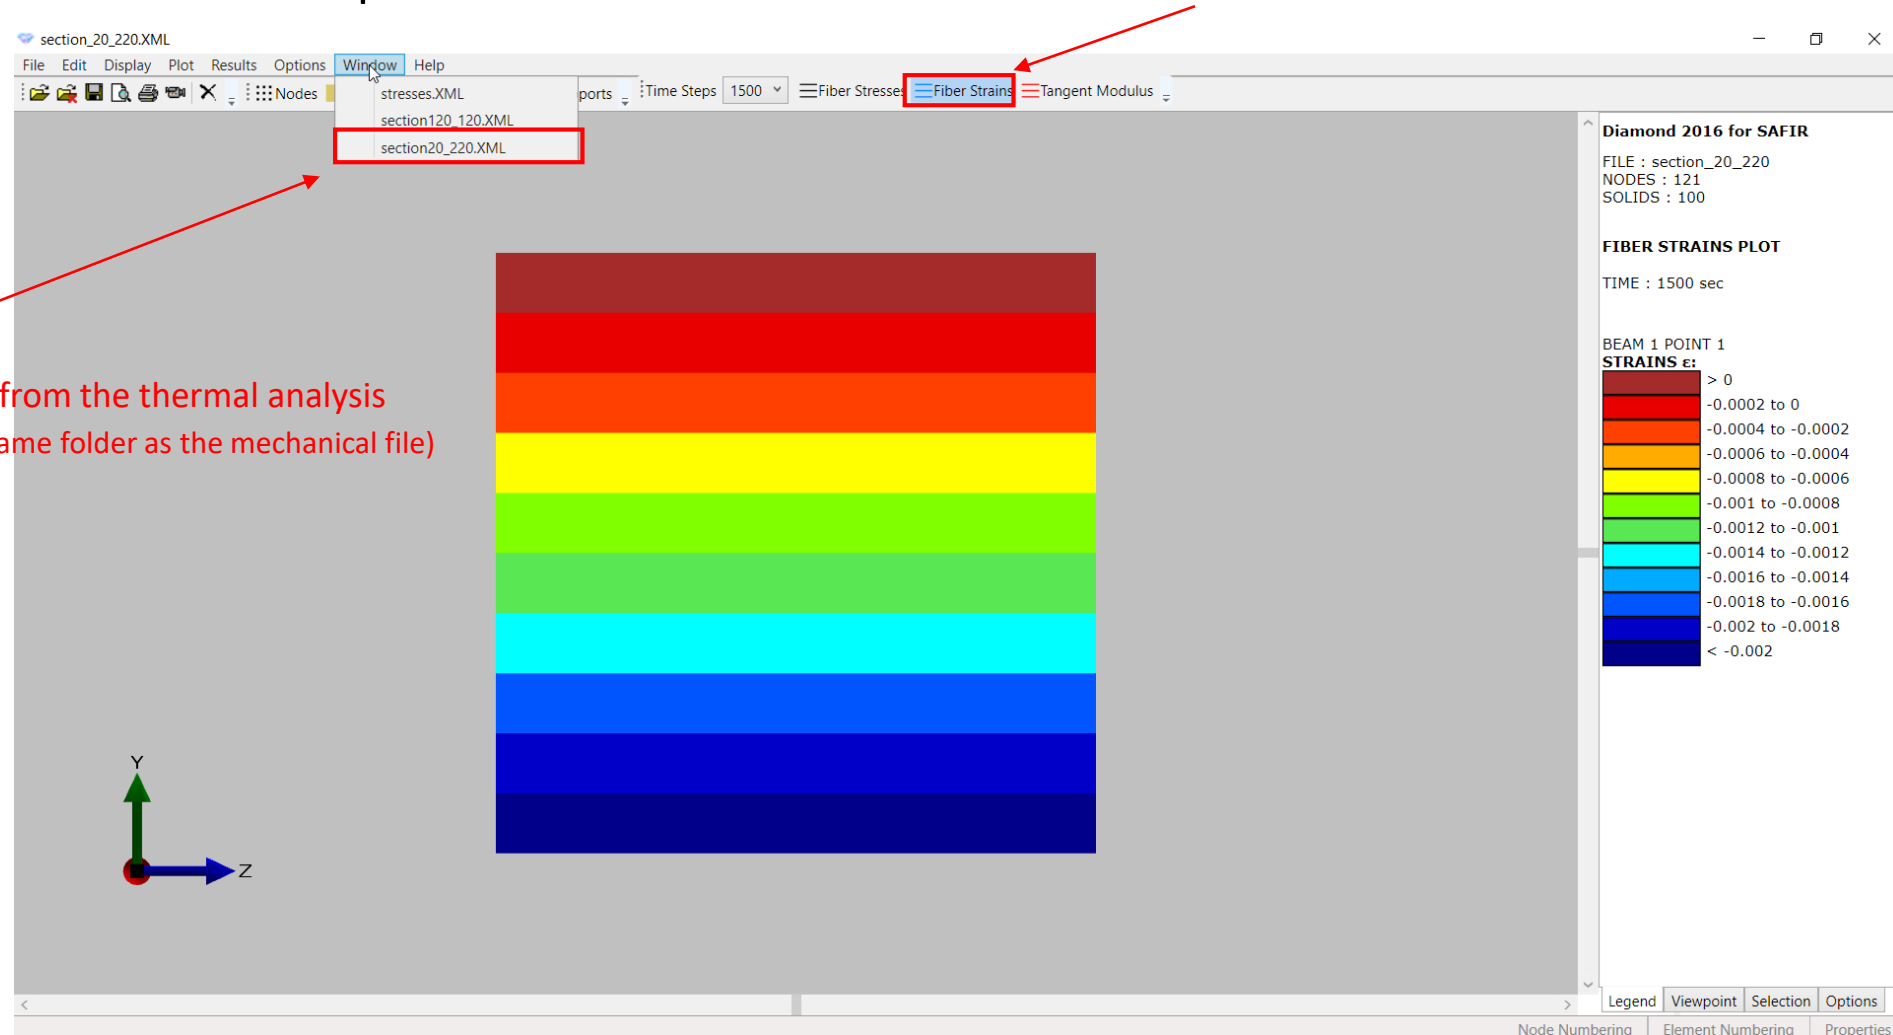 section_20_220.XML
File Edit Display Plot Results Options Window Help
Nodes
ports
Time Steps 1500 Fiber Stresses Fiber Strains Tangent Modulus
stresses.XML
section120_120.XML
section20_220.XML
from the thermal analysis
ame folder as the mechanical file)
Y
Z
Diamond 2016 for SAFIR
FILE : section_20_220
NODES : 121
SOLIDS : 100
FIBER STRAINS PLOT
TIME : 1500 sec
BEAM 1 POINT 1
STRAINS ε:
> 0
-0.0002 to 0
-0.0004 to -0.0002
-0.0006 to -0.0004
-0.0008 to -0.0006
-0.001 to -0.0008
-0.0012 to -0.001
-0.0014 to -0.0012
-0.0016 to -0.0014
-0.0018 to -0.0016
-0.002 to -0.0018
< -0.002
Legend Viewpoint Selection Options
Node Numbering Element Numbering Properties